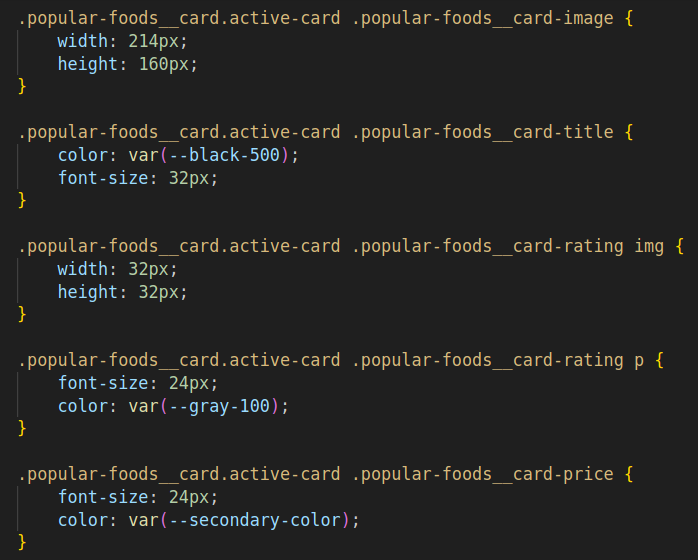 .popular-foods__card.active-card .popular-foods__card-image {
    width: 214px;
    height: 160px;
}

.popular-foods__card.active-card .popular-foods__card-title {
    color: var(--black-500);
    font-size: 32px;
}

.popular-foods__card.active-card .popular-foods__card-rating img {
    width: 32px;
    height: 32px;
}

.popular-foods__card.active-card .popular-foods__card-rating p {
    font-size: 24px;
    color: var(--gray-100);
}

.popular-foods__card.active-card .popular-foods__card-price {
    font-size: 24px;
    color: var(--secondary-color);
}